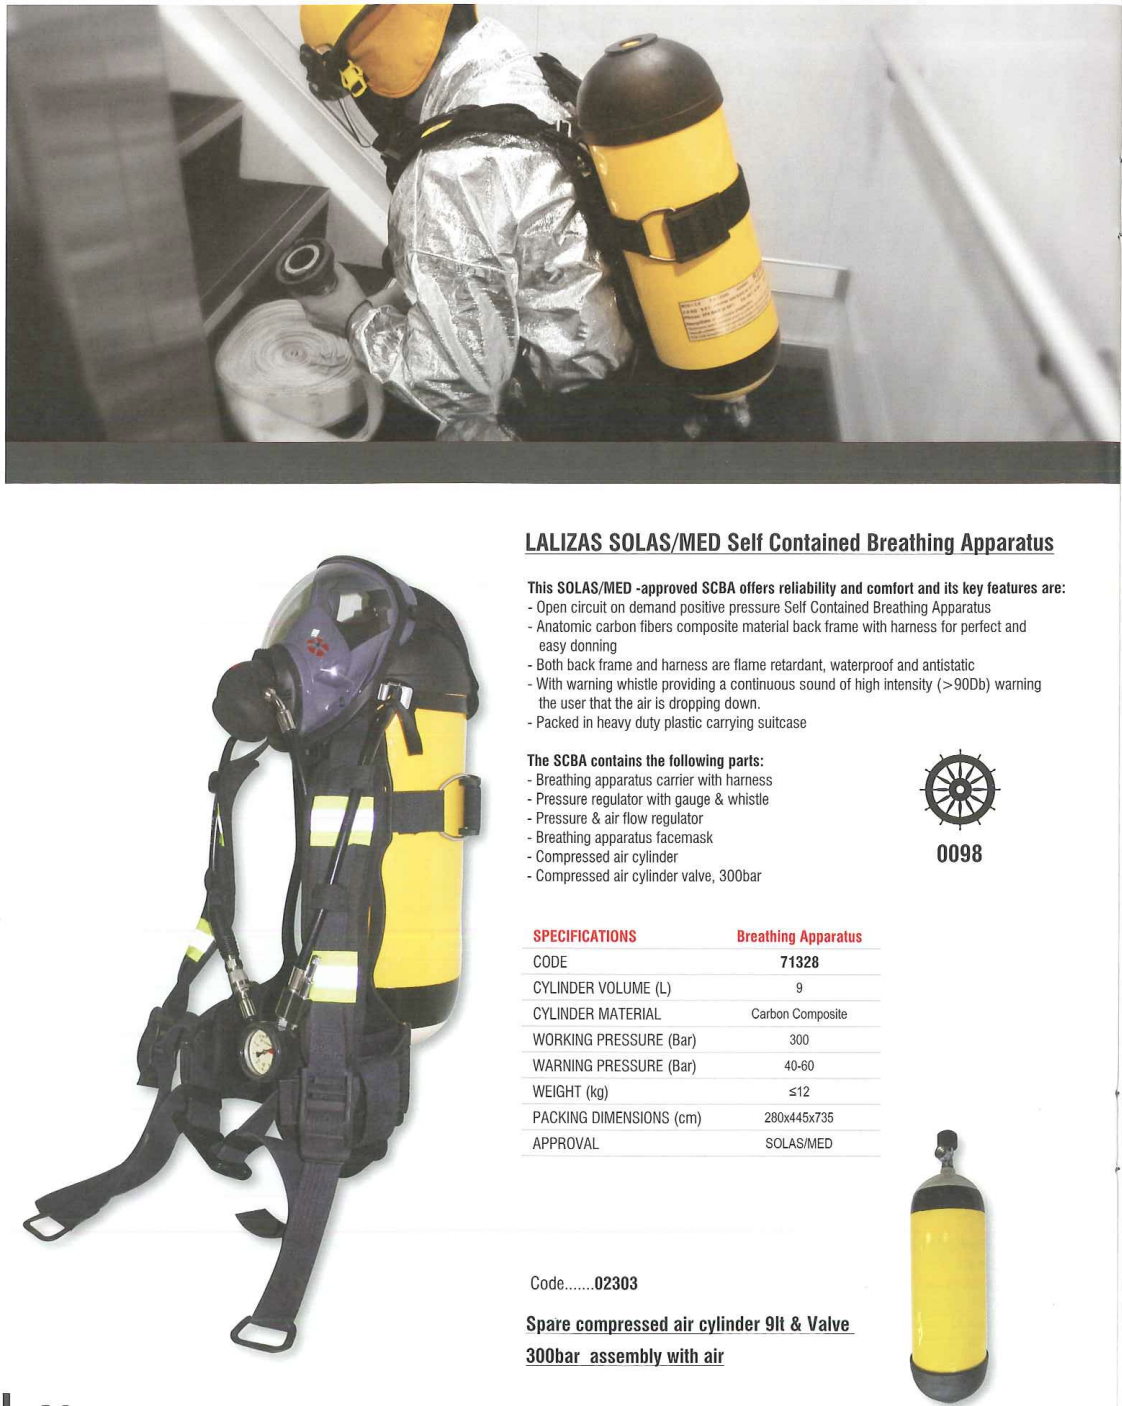 LALIZAS SOLAS/MED Self Contained Breathing Apparatus
This SOLAS/MED -approved SCBA offers reliability and comfort and its key features are:
- Open circuit on demand positive pressure Self Contained Breathing Apparatus
- Anatomic carbon fibers composite material back frame with harness for perfect and
easy donning
- Both back frame and harness are flame retardant, waterproof and antistatic
- With warning whistle providing a continuous sound of high intensity (>90Db) warning
the user that the air is dropping down.
- Packed in heavy duty plastic carrying suitcase
The SCBA contains the following parts:
- Breathing apparatus carrier with harness
- Pressure regulator with gauge & whistle
- Pressure & air flow regulator
- Breathing apparatus facemask
- Compressed air cylinder
- Compressed air cylinder valve, 300bar
0098
SPECIFICATIONS Breathing Apparatus
CODE 71328
CYLINDER VOLUME (L) 9
CYLINDER MATERIAL Carbon Composite
WORKING PRESSURE (Bar) 300
WARNING PRESSURE (Bar) 40-60
WEIGHT (kg) ≤12
PACKING DIMENSIONS (cm) 280x445x735
APPROVAL SOLAS/MED
Code.......02303
Spare compressed air cylinder 9lt & Valve
300bar assembly with air